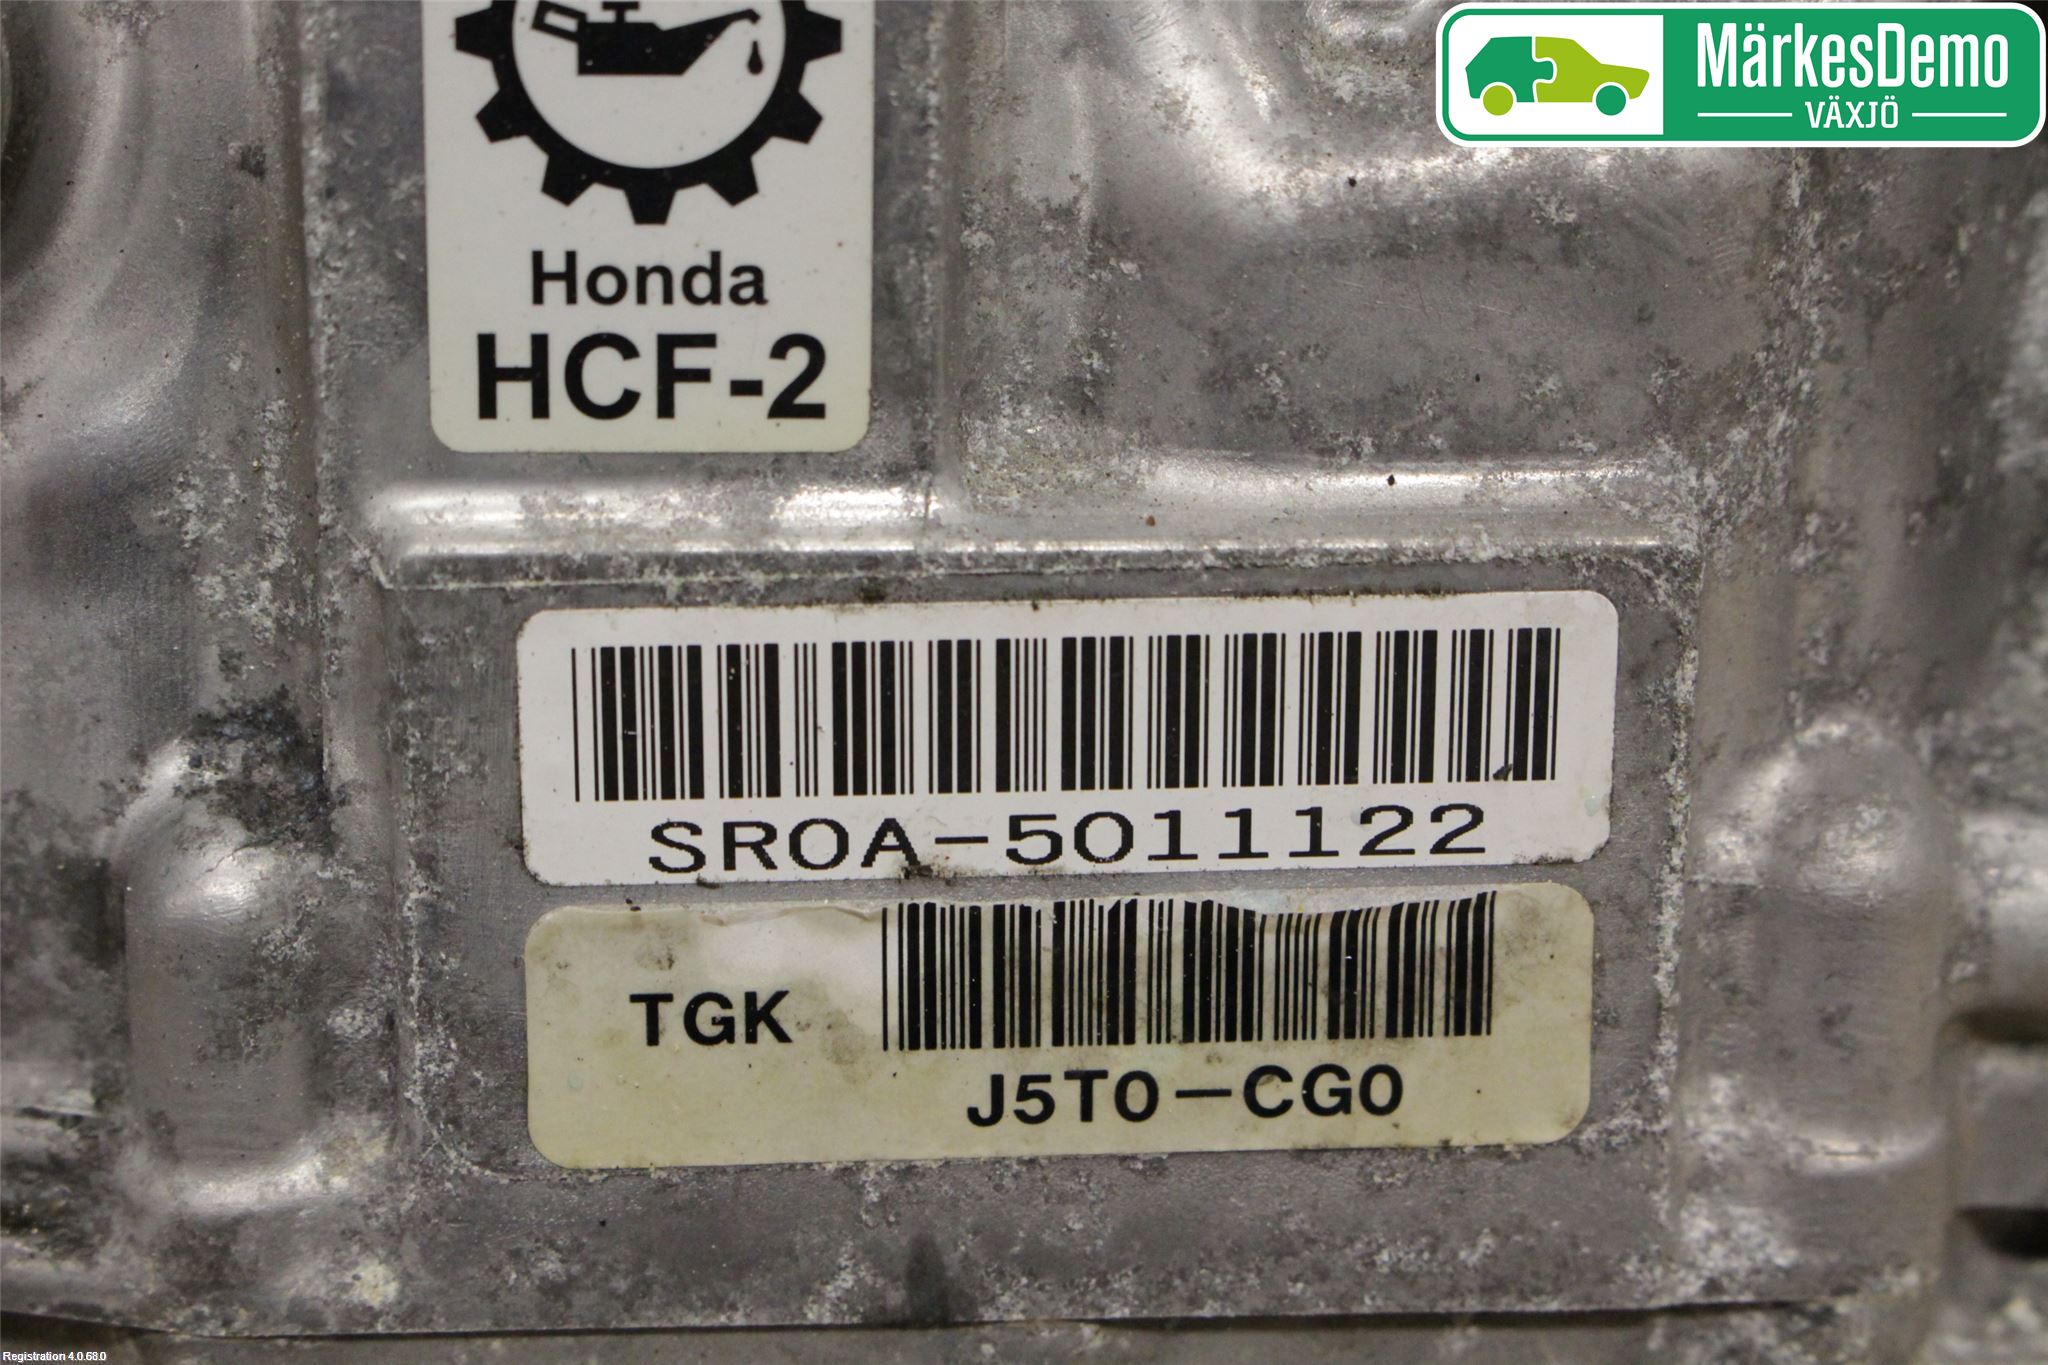 MärkesDemo
VÄXJÖ
Honda
HCF-2
SR0A-5011122
TGK
J5T0-CG0
Registration 4.0.68.0